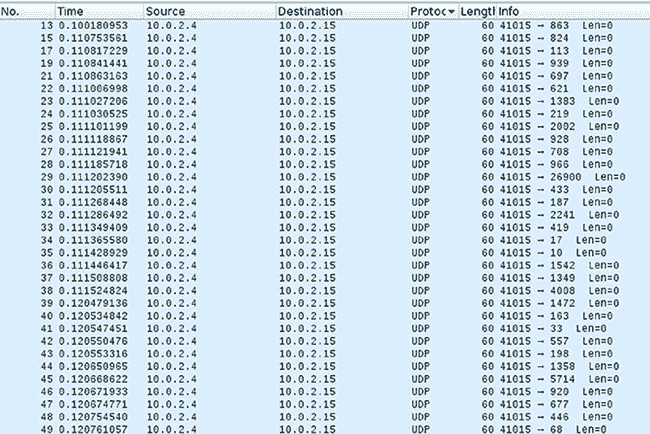 No. Time Source Destination Protoc Lengtl Info
13 0.100180953 10.0.2.4 10.0.2.15 UDP 60 41015 → 863 Len=0
15 0.110753561 10.0.2.4 10.0.2.15 UDP 60 41015 → 824 Len=0
17 0.110817229 10.0.2.4 10.0.2.15 UDP 60 41015 → 113 Len=0
19 0.110841441 10.0.2.4 10.0.2.15 UDP 60 41015 → 939 Len=0
21 0.110863163 10.0.2.4 10.0.2.15 UDP 60 41015 → 697 Len=0
22 0.111006998 10.0.2.4 10.0.2.15 UDP 60 41015 → 621 Len=0
23 0.111027206 10.0.2.4 10.0.2.15 UDP 60 41015 → 1383 Len=0
24 0.111030525 10.0.2.4 10.0.2.15 UDP 60 41015 → 219 Len=0
25 0.111101199 10.0.2.4 10.0.2.15 UDP 60 41015 → 2002 Len=0
26 0.111118867 10.0.2.4 10.0.2.15 UDP 60 41015 → 928 Len=0
27 0.111121941 10.0.2.4 10.0.2.15 UDP 60 41015 → 708 Len=0
28 0.111185718 10.0.2.4 10.0.2.15 UDP 60 41015 → 966 Len=0
29 0.111202390 10.0.2.4 10.0.2.15 UDP 60 41015 → 26900 Len=0
30 0.111205511 10.0.2.4 10.0.2.15 UDP 60 41015 → 433 Len=0
31 0.111268448 10.0.2.4 10.0.2.15 UDP 60 41015 → 187 Len=0
32 0.111286492 10.0.2.4 10.0.2.15 UDP 60 41015 → 2241 Len=0
33 0.111349409 10.0.2.4 10.0.2.15 UDP 60 41015 → 419 Len=0
34 0.111365580 10.0.2.4 10.0.2.15 UDP 60 41015 → 17 Len=0
35 0.111428929 10.0.2.4 10.0.2.15 UDP 60 41015 → 10 Len=0
36 0.111446417 10.0.2.4 10.0.2.15 UDP 60 41015 → 1542 Len=0
37 0.111508808 10.0.2.4 10.0.2.15 UDP 60 41015 → 1349 Len=0
38 0.111524824 10.0.2.4 10.0.2.15 UDP 60 41015 → 4008 Len=0
39 0.120479136 10.0.2.4 10.0.2.15 UDP 60 41015 → 1472 Len=0
40 0.120534842 10.0.2.4 10.0.2.15 UDP 60 41015 → 163 Len=0
41 0.120547451 10.0.2.4 10.0.2.15 UDP 60 41015 → 33 Len=0
42 0.120550476 10.0.2.4 10.0.2.15 UDP 60 41015 → 557 Len=0
43 0.120553316 10.0.2.4 10.0.2.15 UDP 60 41015 → 198 Len=0
44 0.120650965 10.0.2.4 10.0.2.15 UDP 60 41015 → 1358 Len=0
45 0.120668622 10.0.2.4 10.0.2.15 UDP 60 41015 → 5714 Len=0
46 0.120671933 10.0.2.4 10.0.2.15 UDP 60 41015 → 920 Len=0
47 0.120674771 10.0.2.4 10.0.2.15 UDP 60 41015 → 677 Len=0
48 0.120754540 10.0.2.4 10.0.2.15 UDP 60 41015 → 446 Len=0
49 0.120761057 10.0.2.4 10.0.2.15 UDP 60 41015 → 68 Len=0